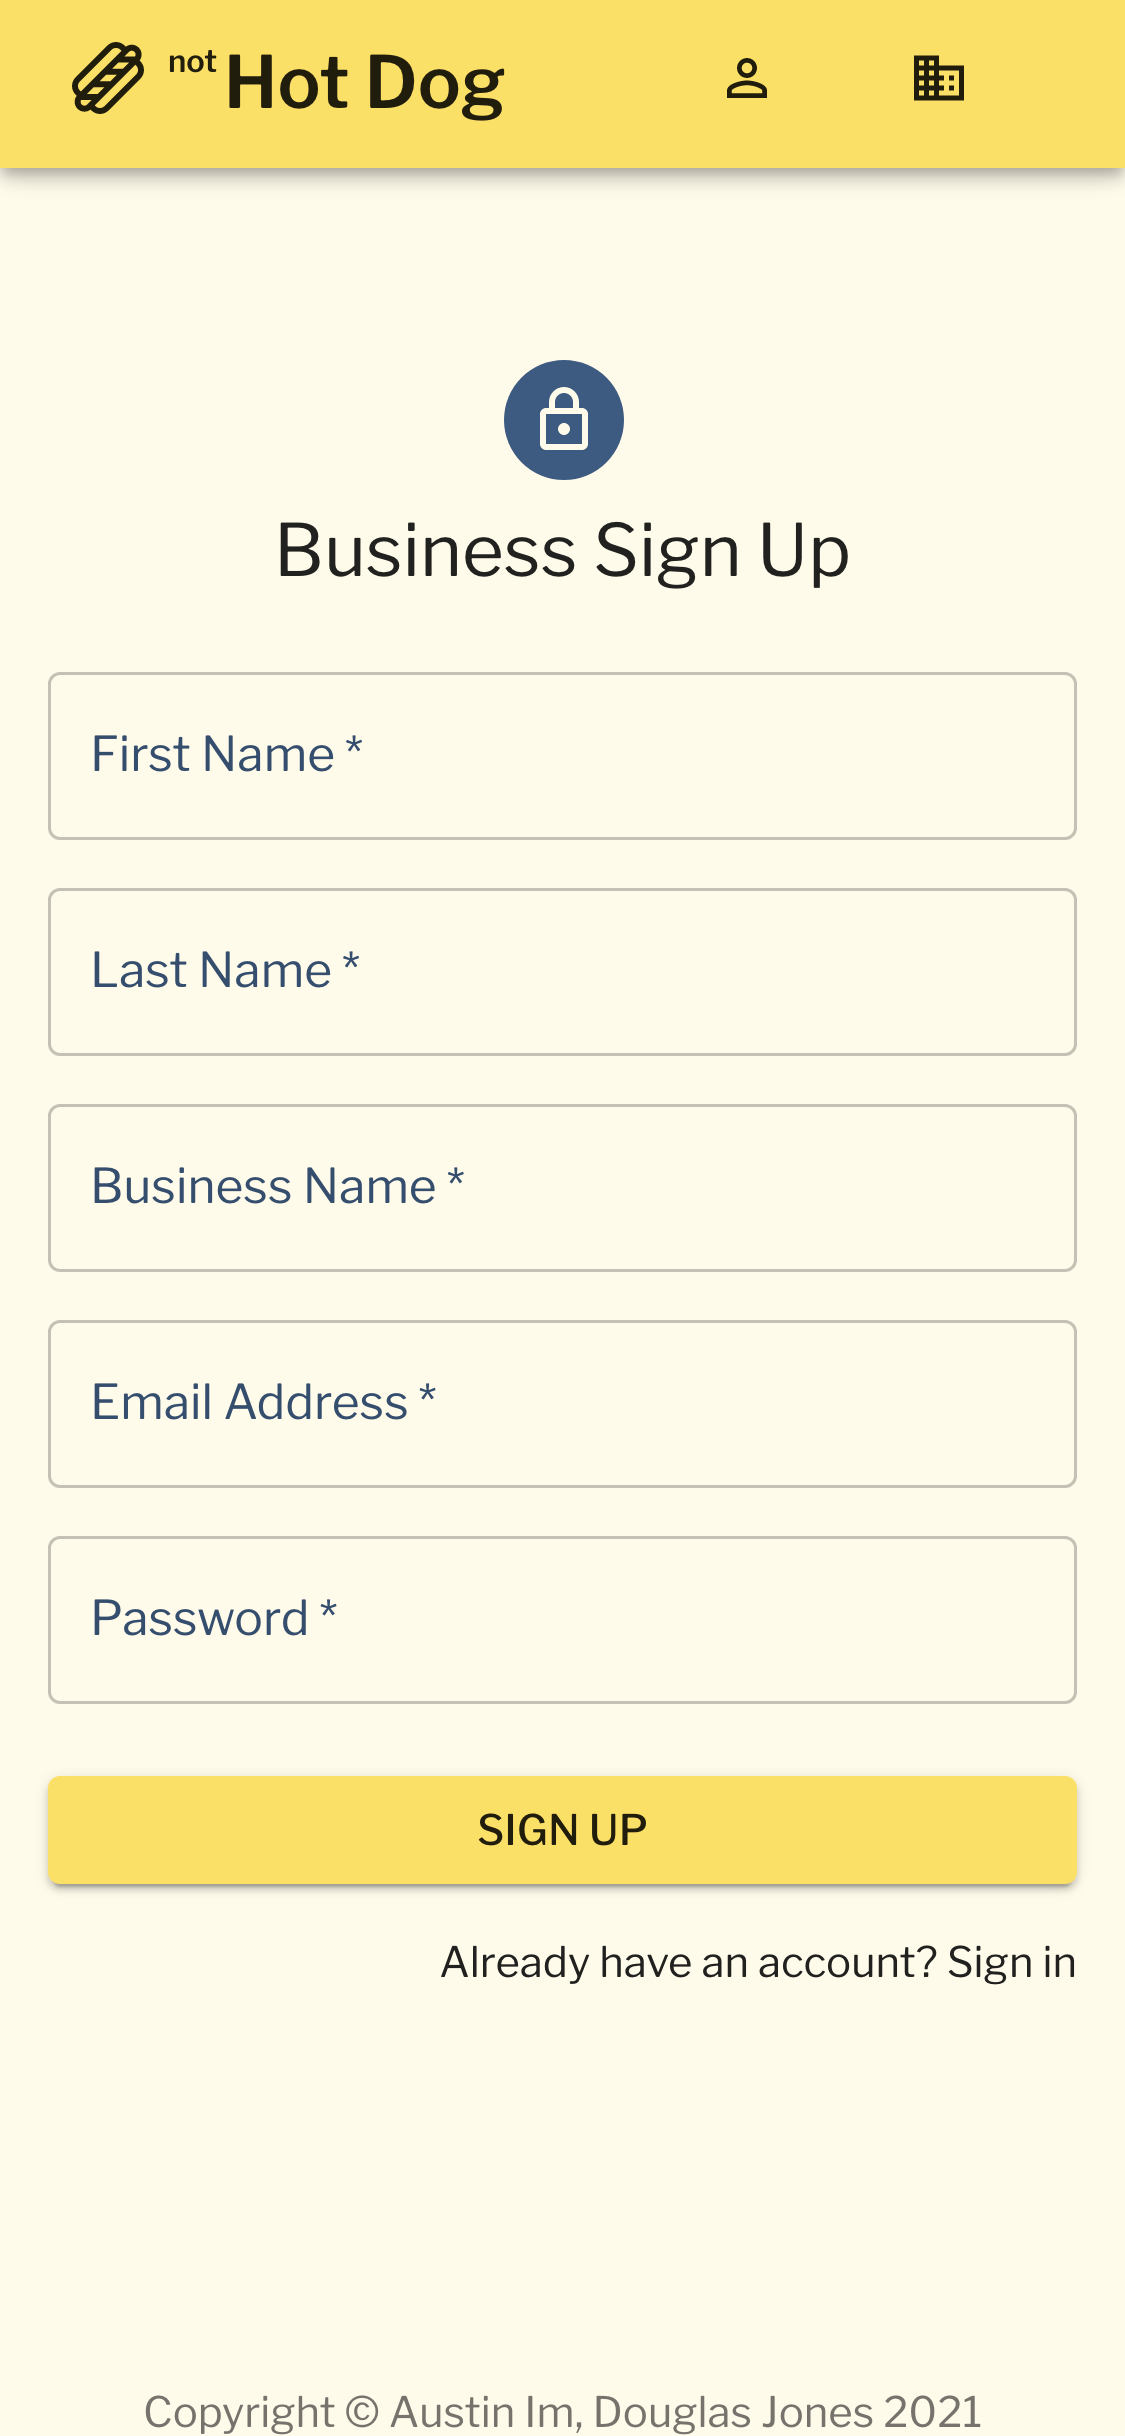 not Hot Dog
Business Sign Up
First Name *
Last Name *
Business Name *
Email Address *
Password *
SIGN UP
Already have an account? Sign in
Copyright © Austin Im, Douglas Jones 2021